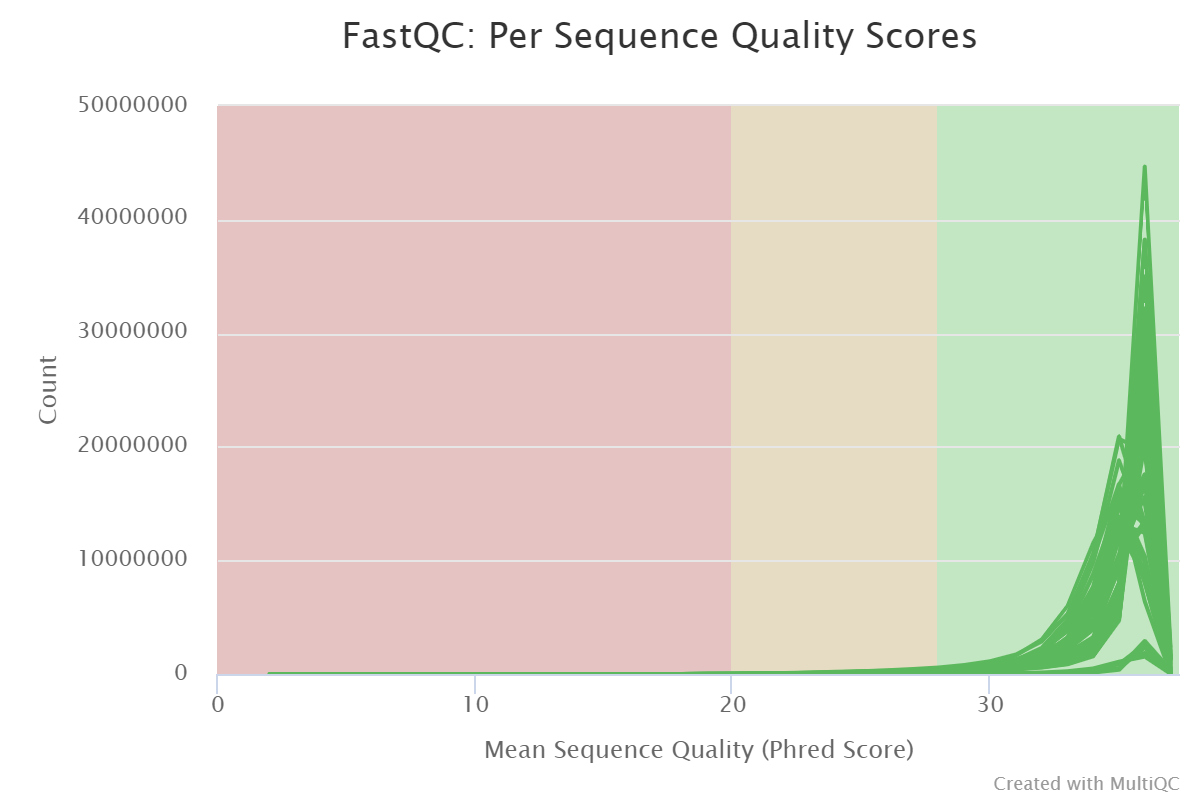 FastQC: Per Sequence Quality Scores
50000000
40000000
30000000
20000000
10000000
0
Count
0 10 20 30
Mean Sequence Quality (Phred Score)
Created with MultiQC